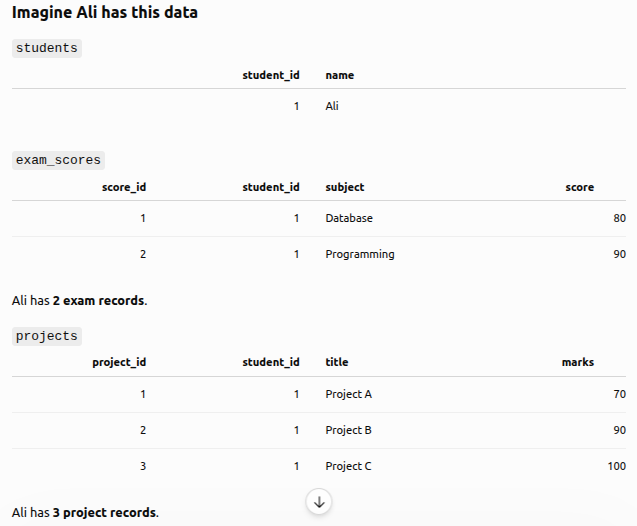 Imagine Ali has this data
students
student_id name
1 Ali
exam_scores
score_id student_id subject score
1 1 Database 80
2 1 Programming 90
Ali has 2 exam records.
projects
project_id student_id title marks
1 1 Project A 70
2 1 Project B 90
3 1 Project C 100
Ali has 3 project records.